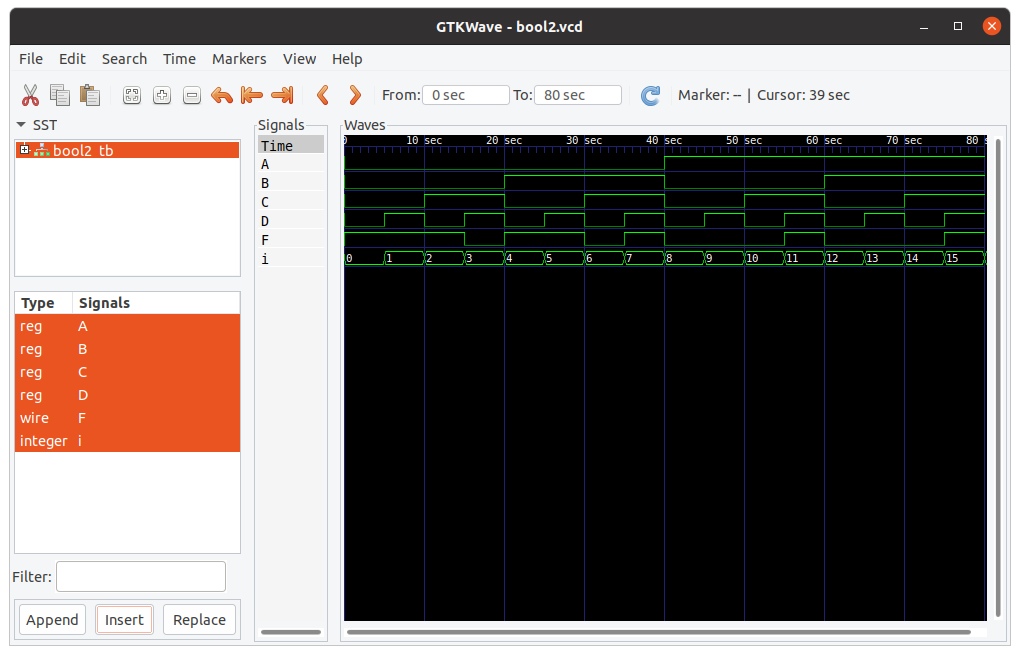 GTKWave - bool2.vcd
File Edit Search Time Markers View Help
From: 0 sec To: 80 sec Marker: -- | Cursor: 39 sec
SST
bool2_tb
Type Signals
reg A
reg B
reg C
reg D
wire F
integer i
Filter:
Append Insert Replace
Signals
Time
A
B
C
D
F
i
Waves
0 10 sec 20 sec 30 sec 40 sec 50 sec 60 sec 70 sec 80 s
0 1 2 3 4 5 6 7 8 9 10 11 12 13 14 15